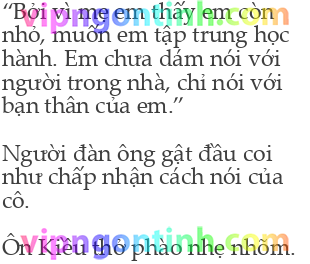 “Bởi vì mẹ em thấy em còn
nhỏ, muốn em tập trung học
hành. Em chưa dám nói với
người trong nhà, chỉ nói với
bạn thân của em.”
Người đàn ông gật đầu coi
như chấp nhận cách nói của
cô.
Ôn Kiều thở phào nhẹ nhõm.
vipngontinh.com
vipngontinh.com